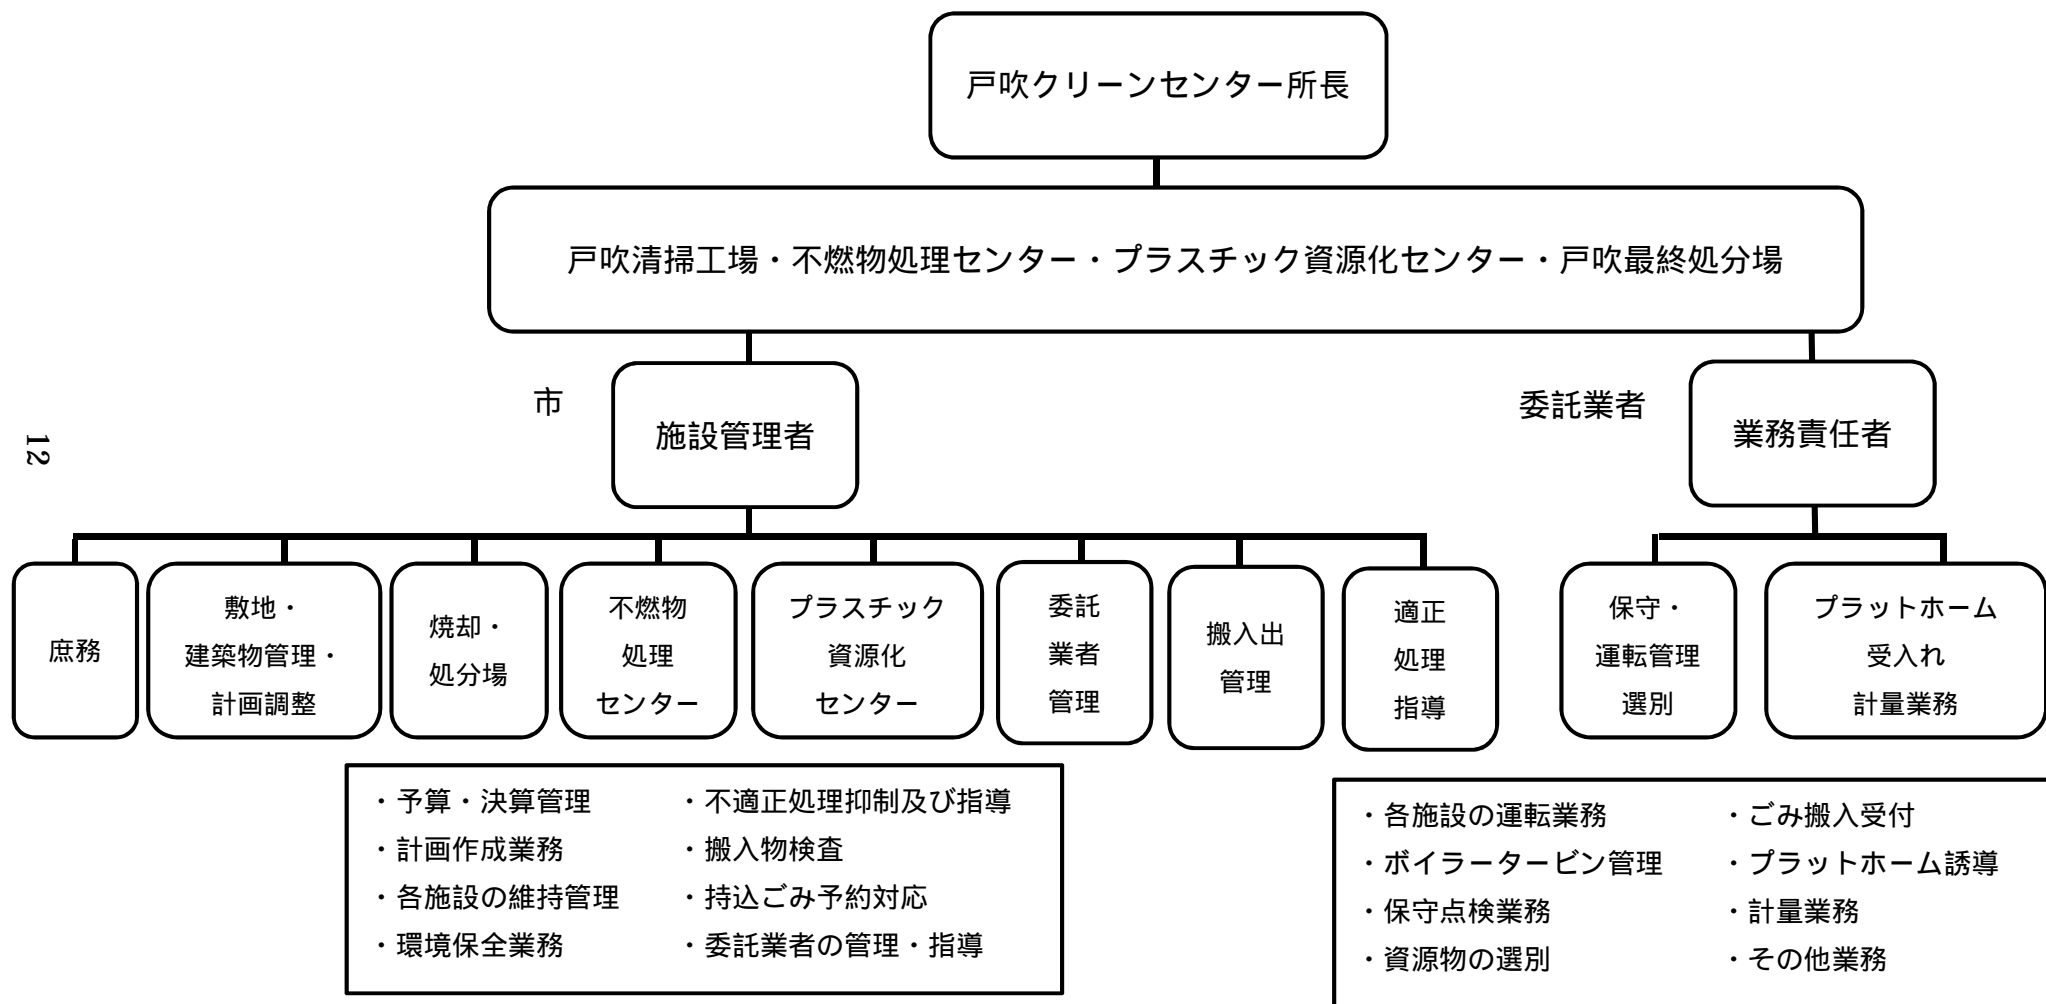 戸吹クリーンセンター所長
戸吹清掃工場・不燃物処理センター・プラスチック資源化センター・戸吹最終処分場
市
施設管理者
委託業者
業務責任者
12
庶務
敷地・
建築物管理・
計画調整
焼却・
処分場
不燃物
処理
センター
プラスチック
資源化
センター
委託
業者
管理
搬入出
管理
適正
処理
指導
保守・
運転管理
選別
プラットホーム
受入れ
計量業務
・予算・決算管理
・計画作成業務
・各施設の維持管理
・環境保全業務
・不適正処理抑制及び指導
・搬入物検査
・持込ごみ予約対応
・委託業者の管理・指導
・各施設の運転業務
・ボイラータービン管理
・保守点検業務
・資源物の選別
・ごみ搬入受付
・プラットホーム誘導
・計量業務
・その他業務